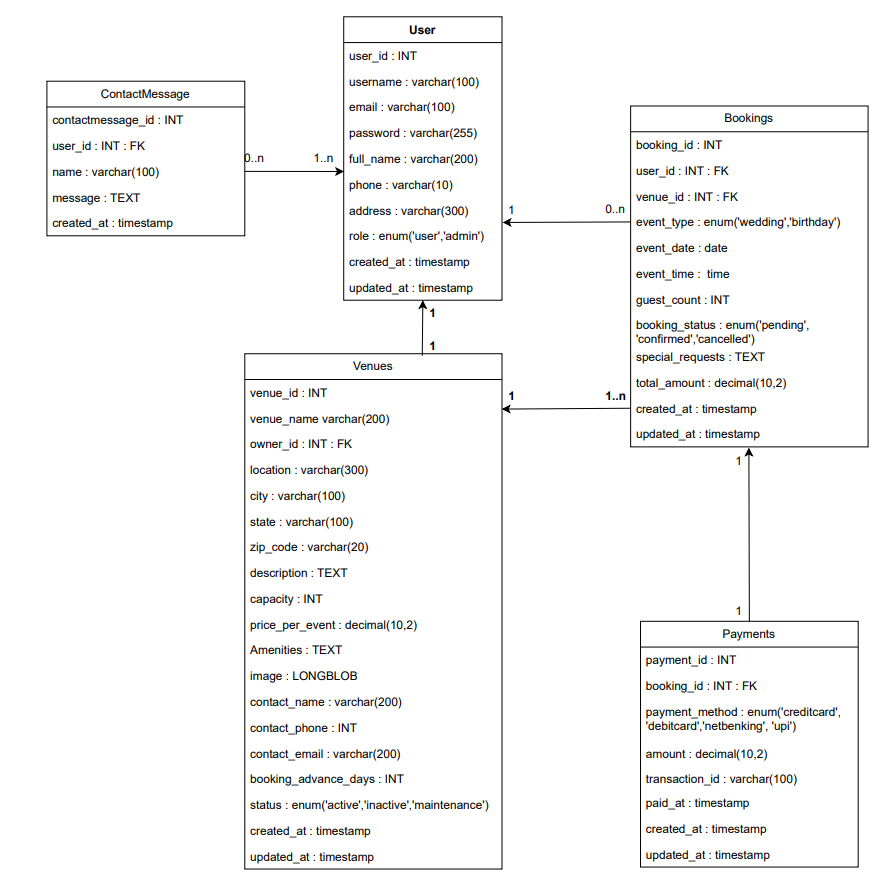 User
user_id : INT
username : varchar(100)
email : varchar(100)
password : varchar(255)
full_name : varchar(200)
phone : varchar(10)
address : varchar(300)
role : enum('user','admin')
created_at : timestamp
updated_at : timestamp
ContactMessage
contactmessage_id : INT
user_id : INT : FK
name : varchar(100)
message : TEXT
created_at : timestamp
0..n
1..n
Bookings
booking_id : INT
user_id : INT : FK
venue_id : INT : FK
event_type : enum('wedding','birthday')
event_date : date
event_time :  time
guest_count : INT
booking_status : enum('pending',
'confirmed','cancelled')
special_requests : TEXT
total_amount : decimal(10,2)
created_at : timestamp
updated_at : timestamp
1
0..n
1
1
1
1..n
Venues
venue_id : INT
venue_name varchar(200)
owner_id : INT : FK
location : varchar(300)
city : varchar(100)
state : varchar(100)
zip_code : varchar(20)
description : TEXT
capacity : INT
price_per_event : decimal(10,2)
Amenities : TEXT
image : LONGBLOB
contact_name : varchar(200)
contact_phone : INT
contact_email : varchar(200)
booking_advance_days : INT
status : enum('active','inactive','maintenance')
created_at : timestamp
updated_at : timestamp
1
1
Payments
payment_id : INT
booking_id : INT : FK
payment_method : enum('creditcard',
'debitcard','netbenking', 'upi')
amount : decimal(10,2)
transaction_id : varchar(100)
paid_at : timestamp
created_at : timestamp
updated_at : timestamp